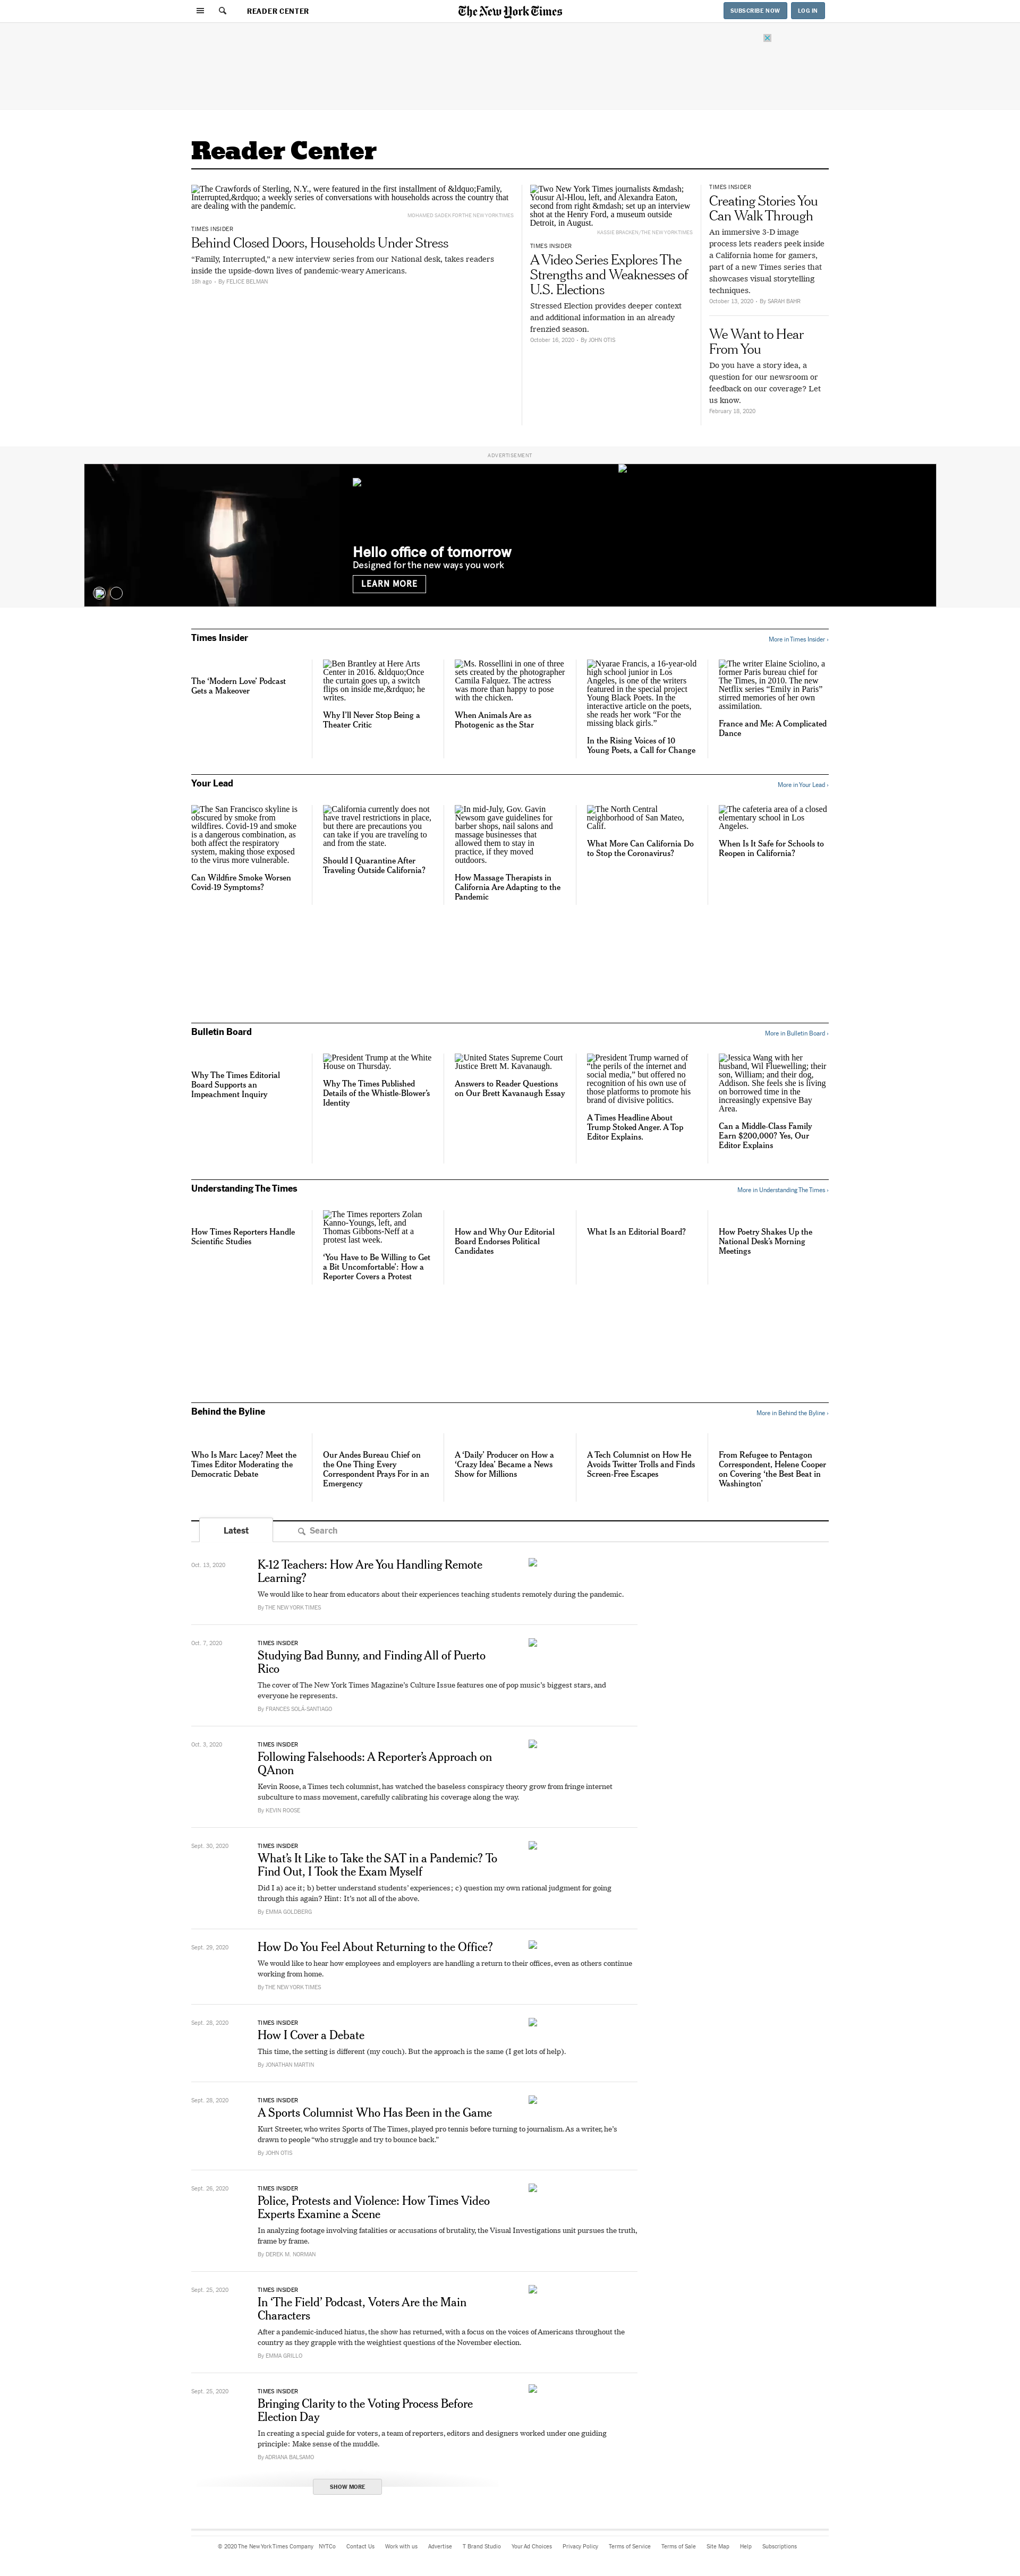 READER CENTER
The New York Times
SUBSCRIBE NOW
LOG IN
Reader Center
The Crawfords of Sterling, N.Y., were featured in the first installment of &ldquo;Family,
Interrupted,&rdquo; a weekly series of conversations with households across the country that
are dealing with the pandemic.
MOHAMED SADEK FOR THE NEW YORK TIMES
TIMES INSIDER
Behind Closed Doors, Households Under Stress
“Family, Interrupted,” a new interview series from our National desk, takes readers
inside the upside-down lives of pandemic-weary Americans.
18h ago - By FELICE BELMAN
Two New York Times journalists &mdash;
Yousur Al-Hlou, left, and Alexandra Eaton,
second from right &mdash; set up an interview
shot at the Henry Ford, a museum outside
Detroit, in August.
KASSIE BRACKEN/THE NEW YORK TIMES
TIMES INSIDER
A Video Series Explores The
Strengths and Weaknesses of
U.S. Elections
Stressed Election provides deeper context
and additional information in an already
frenzied season.
October 16, 2020 - By JOHN OTIS
TIMES INSIDER
Creating Stories You
Can Walk Through
An immersive 3-D image
process lets readers peek inside
a California home for gamers,
part of a new Times series that
showcases visual storytelling
techniques.
October 13, 2020 - By SARAH BAHR
We Want to Hear
From You
Do you have a story idea, a
question for our newsroom or
feedback on our coverage? Let
us know.
February 18, 2020
ADVERTISEMENT
Hello office of tomorrow
Designed for the new ways you work
LEARN MORE
Times Insider
More in Times Insider ›
The ‘Modern Love’ Podcast
Gets a Makeover
Ben Brantley at Here Arts
Center in 2016. &ldquo;Once
the curtain goes up, a switch
flips on inside me,&rdquo; he
writes.
Why I’ll Never Stop Being a
Theater Critic
Ms. Rossellini in one of three
sets created by the photographer
Camila Falquez. The actress
was more than happy to pose
with the chicken.
When Animals Are as
Photogenic as the Star
Nyarae Francis, a 16-year-old
high school junior in Los
Angeles, is one of the writers
featured in the special project
Young Black Poets. In the
interactive article on the poets,
she reads her work “For the
missing black girls.”
In the Rising Voices of 10
Young Poets, a Call for Change
The writer Elaine Sciolino, a
former Paris bureau chief for
The Times, in 2010. The new
Netflix series “Emily in Paris”
stirred memories of her own
assimilation.
France and Me: A Complicated
Dance
Your Lead
More in Your Lead ›
The San Francisco skyline is
obscured by smoke from
wildfires. Covid-19 and smoke
is a dangerous combination, as
both affect the respiratory
system, making those exposed
to the virus more vulnerable.
Can Wildfire Smoke Worsen
Covid-19 Symptoms?
California currently does not
have travel restrictions in place,
but there are precautions you
can take if you are traveling to
and from the state.
Should I Quarantine After
Traveling Outside California?
In mid-July, Gov. Gavin
Newsom gave guidelines for
barber shops, nail salons and
massage businesses that
allowed them to stay in
practice, if they moved
outdoors.
How Massage Therapists in
California Are Adapting to the
Pandemic
The North Central
neighborhood of San Mateo,
Calif.
What More Can California Do
to Stop the Coronavirus?
The cafeteria area of a closed
elementary school in Los
Angeles.
When Is It Safe for Schools to
Reopen in California?
Bulletin Board
More in Bulletin Board ›
Why The Times Editorial
Board Supports an
Impeachment Inquiry
President Trump at the White
House on Thursday.
Why The Times Published
Details of the Whistle-Blower’s
Identity
United States Supreme Court
Justice Brett M. Kavanaugh.
Answers to Reader Questions
on Our Brett Kavanaugh Essay
President Trump warned of
“the perils of the internet and
social media,” but offered no
recognition of his own use of
those platforms to promote his
brand of divisive politics.
A Times Headline About
Trump Stoked Anger. A Top
Editor Explains.
Jessica Wang with her
husband, Wil Fluewelling; their
son, William; and their dog,
Addison. She feels she is living
on borrowed time in the
increasingly expensive Bay
Area.
Can a Middle-Class Family
Earn $200,000? Yes, Our
Editor Explains
Understanding The Times
More in Understanding The Times ›
How Times Reporters Handle
Scientific Studies
The Times reporters Zolan
Kanno-Youngs, left, and
Thomas Gibbons-Neff at a
protest last week.
‘You Have to Be Willing to Get
a Bit Uncomfortable’: How a
Reporter Covers a Protest
How and Why Our Editorial
Board Endorses Political
Candidates
What Is an Editorial Board?
How Poetry Shakes Up the
National Desk’s Morning
Meetings
Behind the Byline
More in Behind the Byline ›
Who Is Marc Lacey? Meet the
Times Editor Moderating the
Democratic Debate
Our Andes Bureau Chief on
the One Thing Every
Correspondent Prays For in an
Emergency
A ‘Daily’ Producer on How a
‘Crazy Idea’ Became a News
Show for Millions
A Tech Columnist on How He
Avoids Twitter Trolls and Finds
Screen-Free Escapes
From Refugee to Pentagon
Correspondent, Helene Cooper
on Covering ‘the Best Beat in
Washington’
Latest
Search
Oct. 13, 2020
K-12 Teachers: How Are You Handling Remote
Learning?
We would like to hear from educators about their experiences teaching students remotely during the pandemic.
By THE NEW YORK TIMES
Oct. 7, 2020
TIMES INSIDER
Studying Bad Bunny, and Finding All of Puerto
Rico
The cover of The New York Times Magazine’s Culture Issue features one of pop music’s biggest stars, and
everyone he represents.
By FRANCES SOLÁ-SANTIAGO
Oct. 3, 2020
TIMES INSIDER
Following Falsehoods: A Reporter’s Approach on
QAnon
Kevin Roose, a Times tech columnist, has watched the baseless conspiracy theory grow from fringe internet
subculture to mass movement, carefully calibrating his coverage along the way.
By KEVIN ROOSE
Sept. 30, 2020
TIMES INSIDER
What’s It Like to Take the SAT in a Pandemic? To
Find Out, I Took the Exam Myself
Did I a) ace it; b) better understand students’ experiences; c) question my own rational judgment for going
through this again? Hint: It’s not all of the above.
By EMMA GOLDBERG
Sept. 29, 2020
How Do You Feel About Returning to the Office?
We would like to hear how employees and employers are handling a return to their offices, even as others continue
working from home.
By THE NEW YORK TIMES
Sept. 28, 2020
TIMES INSIDER
How I Cover a Debate
This time, the setting is different (my couch). But the approach is the same (I get lots of help).
By JONATHAN MARTIN
Sept. 28, 2020
TIMES INSIDER
A Sports Columnist Who Has Been in the Game
Kurt Streeter, who writes Sports of The Times, played pro tennis before turning to journalism. As a writer, he’s
drawn to people “who struggle and try to bounce back.”
By JOHN OTIS
Sept. 26, 2020
TIMES INSIDER
Police, Protests and Violence: How Times Video
Experts Examine a Scene
In analyzing footage involving fatalities or accusations of brutality, the Visual Investigations unit pursues the truth,
frame by frame.
By DEREK M. NORMAN
Sept. 25, 2020
TIMES INSIDER
In ‘The Field’ Podcast, Voters Are the Main
Characters
After a pandemic-induced hiatus, the show has returned, with a focus on the voices of Americans throughout the
country as they grapple with the weightiest questions of the November election.
By EMMA GRILLO
Sept. 25, 2020
TIMES INSIDER
Bringing Clarity to the Voting Process Before
Election Day
In creating a special guide for voters, a team of reporters, editors and designers worked under one guiding
principle: Make sense of the muddle.
By ADRIANA BALSAMO
SHOW MORE
© 2020 The New York Times Company NYTCo Contact Us Work with us Advertise T Brand Studio Your Ad Choices Privacy Policy Terms of Service Terms of Sale Site Map Help Subscriptions